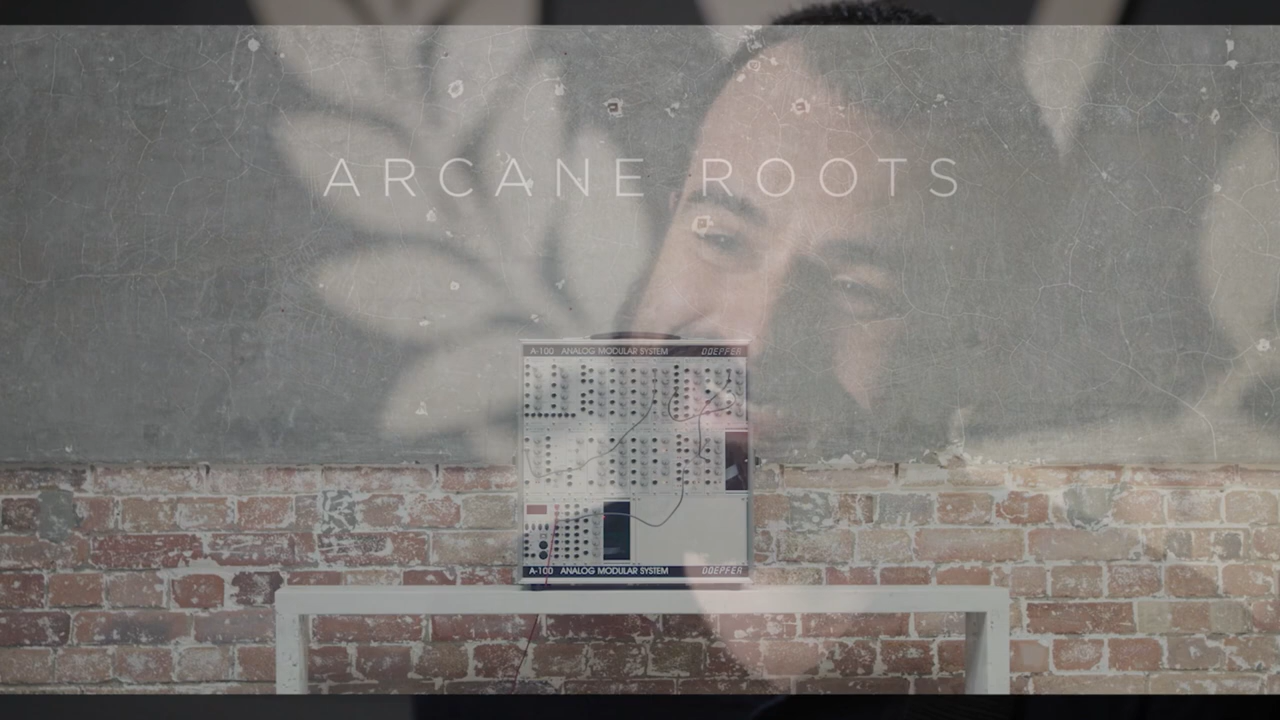 ARCANE ROOTS
A-100 ANALOG MODULAR SYSTEM DOEPFER
A-100 ANALOG MODULAR SYSTEM DOEPFER